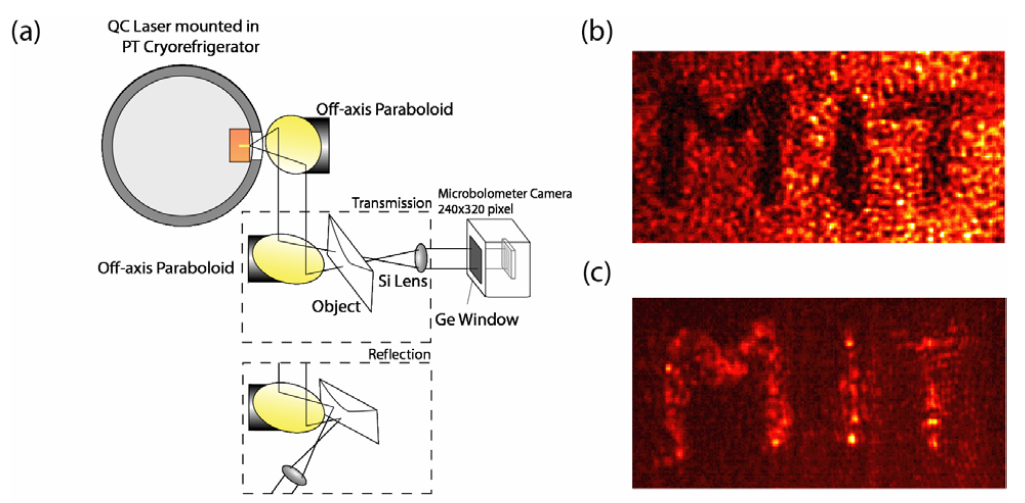 (a)
QC Laser mounted in
PT Cryorefrigerator
Off-axis Paraboloid
Transmission
Microbolometer Camera
240x320 pixel
Off-axis Paraboloid
Si Lens
Object
Ge Window
Reflection
(b)
MIT
(c)
MIT